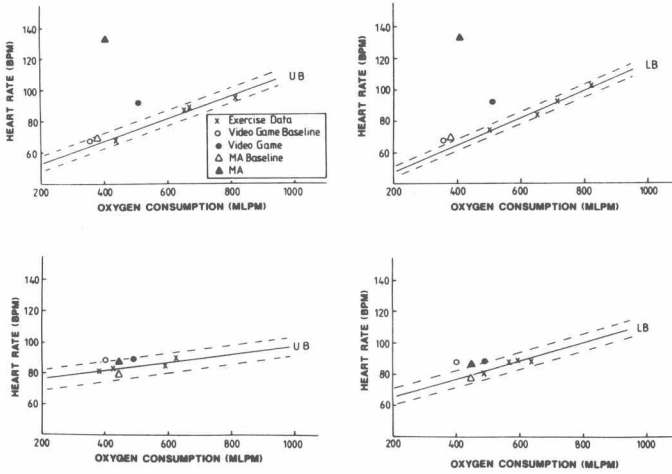 HEART RATE (BPM)
140
120
100
80
60
200 400 600 800 1000
OXYGEN CONSUMPTION (MLPM)
UB
x Exercise Data
○ Video Game Baseline
● Video Game
△ MA Baseline
▲ MA
HEART RATE (BPM)
140
120
100
80
60
200 400 600 800 1000
OXYGEN CONSUMPTION (MLPM)
LB
HEART RATE (BPM)
140
120
100
80
60
200 400 600 800 1000
OXYGEN CONSUMPTION (MLPM)
UB
HEART RATE (BPM)
140
120
100
80
60
200 400 600 800 1000
OXYGEN CONSUMPTION (MLPM)
LB